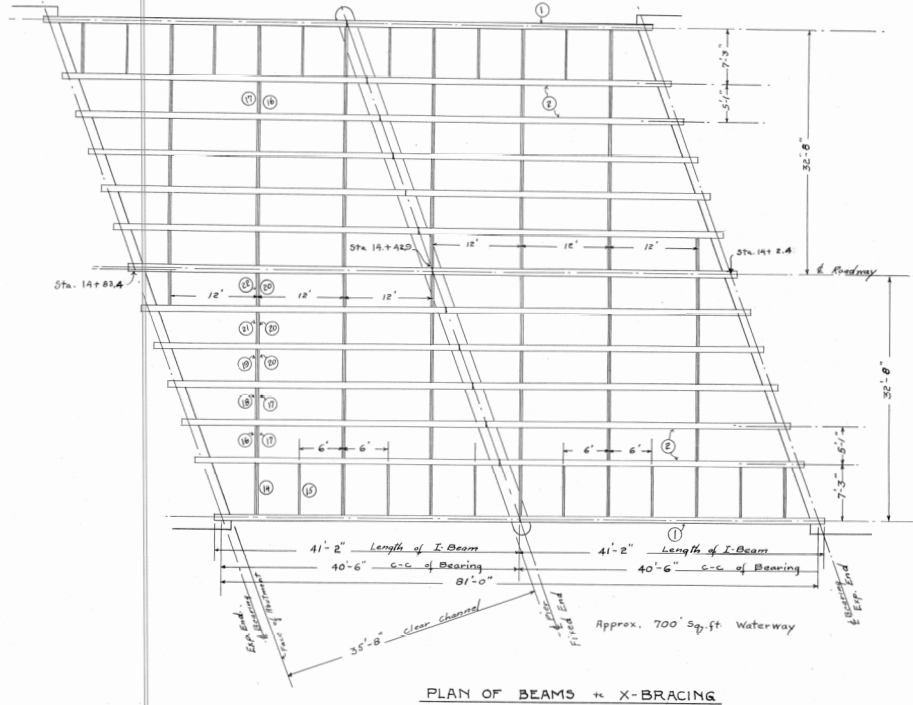 1
7'-3"
5'-1"
2
17 16
32'-8"
Sta. 14+42.9
12' 12' 12'
Sta. 14+2.4
℄ Roadway
Sta. 14+83.4
22 20
12' 12' 12'
21 20
19 20
32'-8"
18 17
16 17
2
5'-1"
6' 6'
6' 6'
14 15
7'-3"
1
41'-2" Length of I-Beam
41'-2" Length of I-Beam
40'-6" c-c of Bearing
40'-6" c-c of Bearing
81'-0"
Exp. End.
℄ Bearing
Face of Abutment
35'-8" clear channel
℄ Pier
Fixed End
Approx. 700 Sq.ft. Waterway
℄ Bearing
Exp. End
PLAN OF BEAMS & X-BRACING